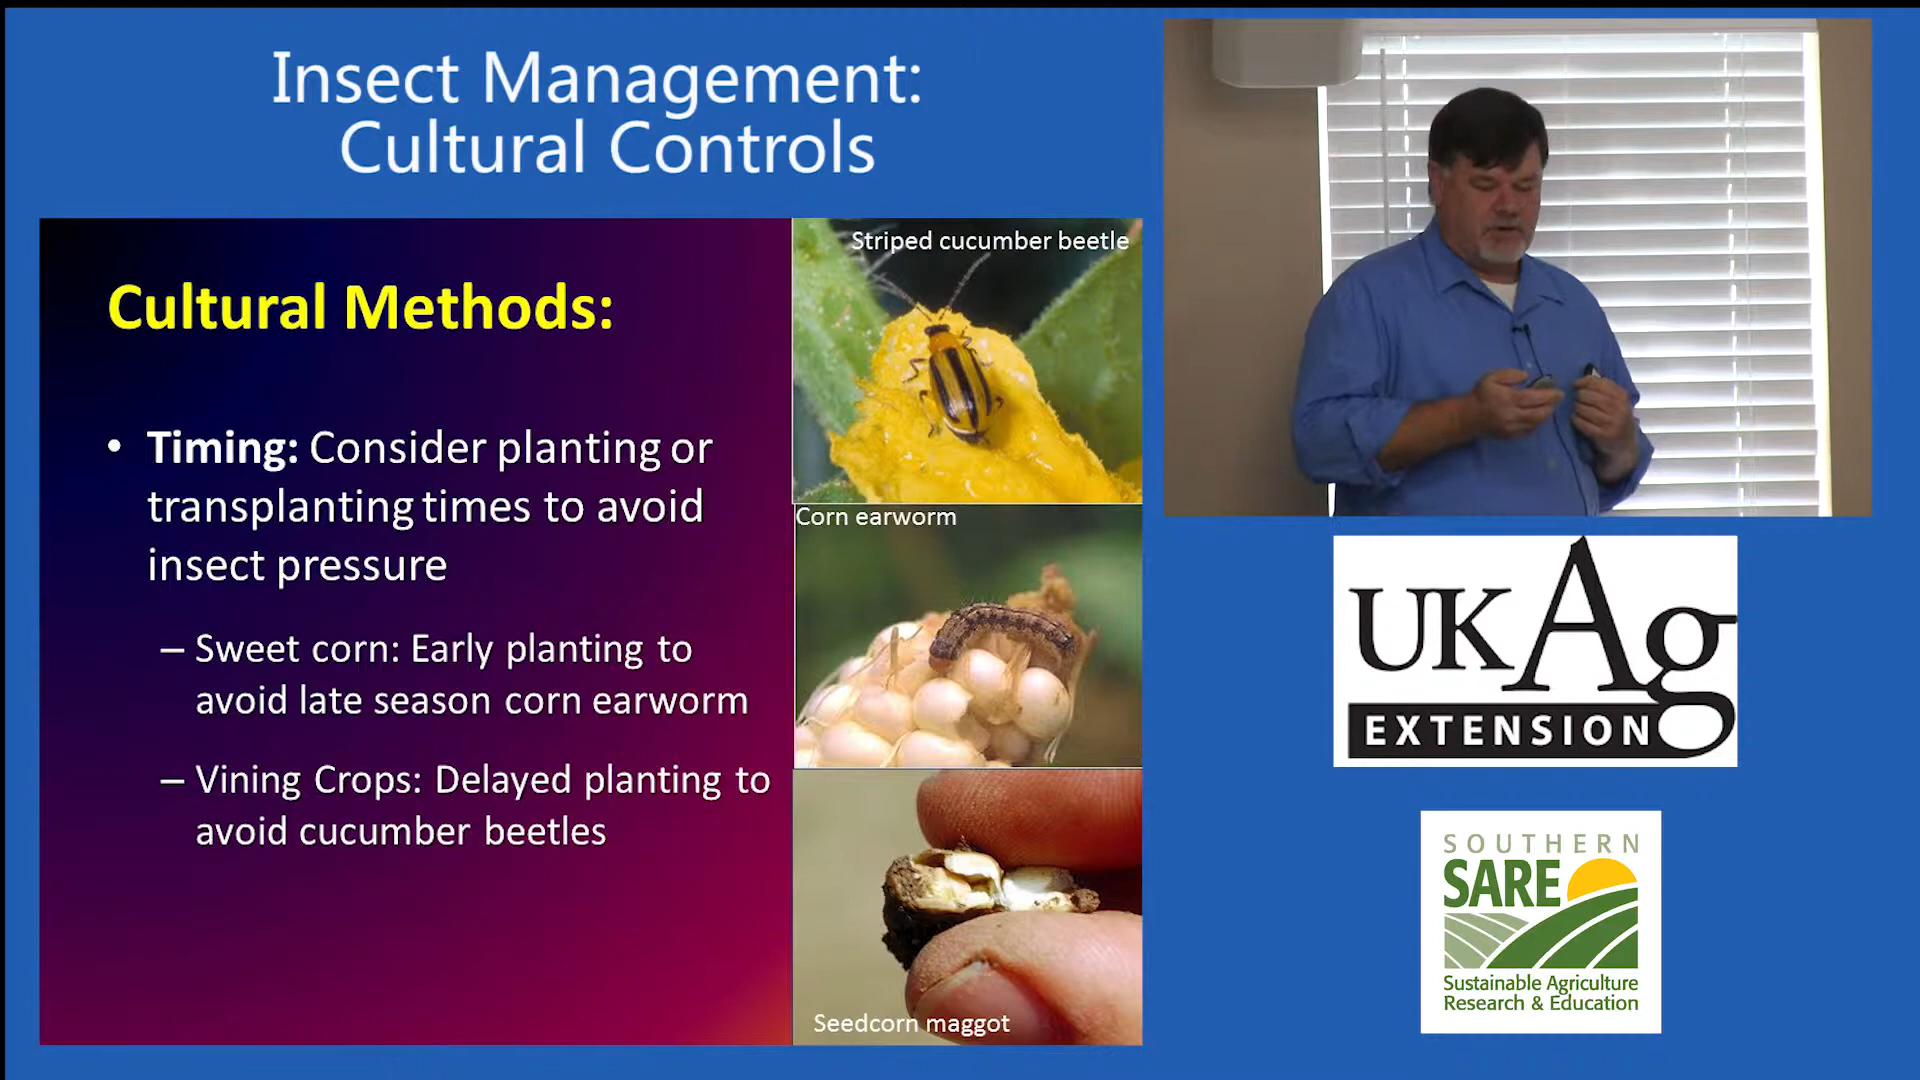 Insect Management:
Cultural Controls
Cultural Methods:
• Timing: Consider planting or
transplanting times to avoid
insect pressure
– Sweet corn: Early planting to
avoid late season corn earworm
– Vining Crops: Delayed planting to
avoid cucumber beetles
Striped cucumber beetle
Corn earworm
Seedcorn maggot
UKAg
EXTENSION
SOUTHERN
SARE
Sustainable Agriculture
Research & Education